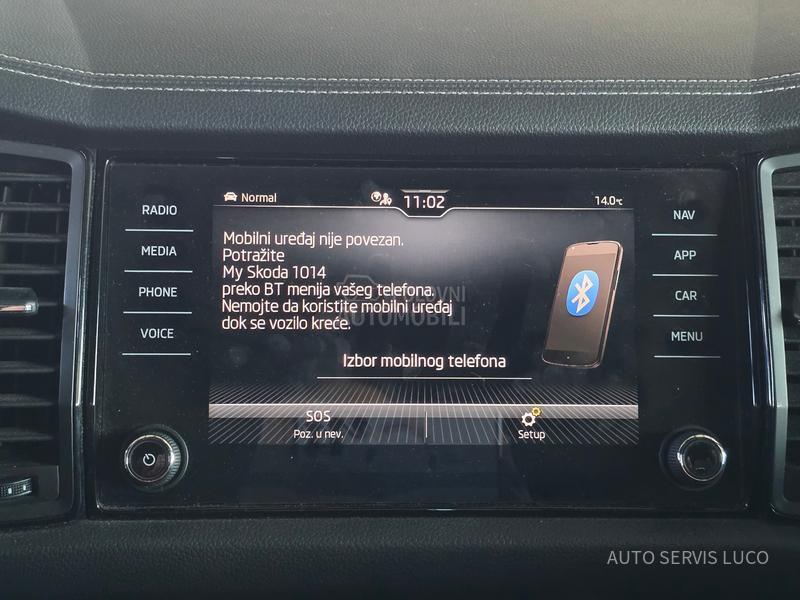 RADIO
MEDIA
PHONE
VOICE
Normal
11:02
14.0°C
Mobilni uređaj nije povezan.
Potražite
My Skoda 1014
preko BT menija vašeg telefona.
Nemojte da koristite mobilni uređaj
dok se vozilo kreće.
Izbor mobilnog telefona
SOS
Poz. u nev.
Setup
NAV
APP
CAR
MENU
AUTOMOBILI
AUTO SERVIS LUCO